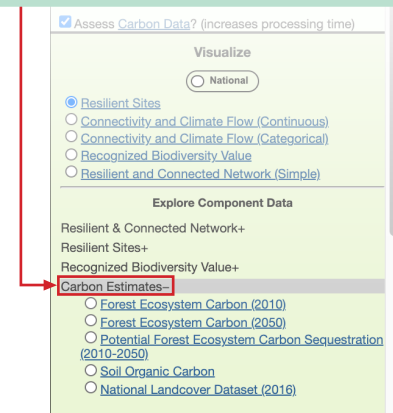 Assess Carbon Data? (increases processing time)
Visualize
National
Resilient Sites
Connectivity and Climate Flow (Continuous)
Connectivity and Climate Flow (Categorical)
Recognized Biodiversity Value
Resilient and Connected Network (Simple)
Explore Component Data
Resilient & Connected Network+
Resilient Sites+
Recognized Biodiversity Value+
Carbon Estimates–
Forest Ecosystem Carbon (2010)
Forest Ecosystem Carbon (2050)
Potential Forest Ecosystem Carbon Sequestration
(2010-2050)
Soil Organic Carbon
National Landcover Dataset (2016)